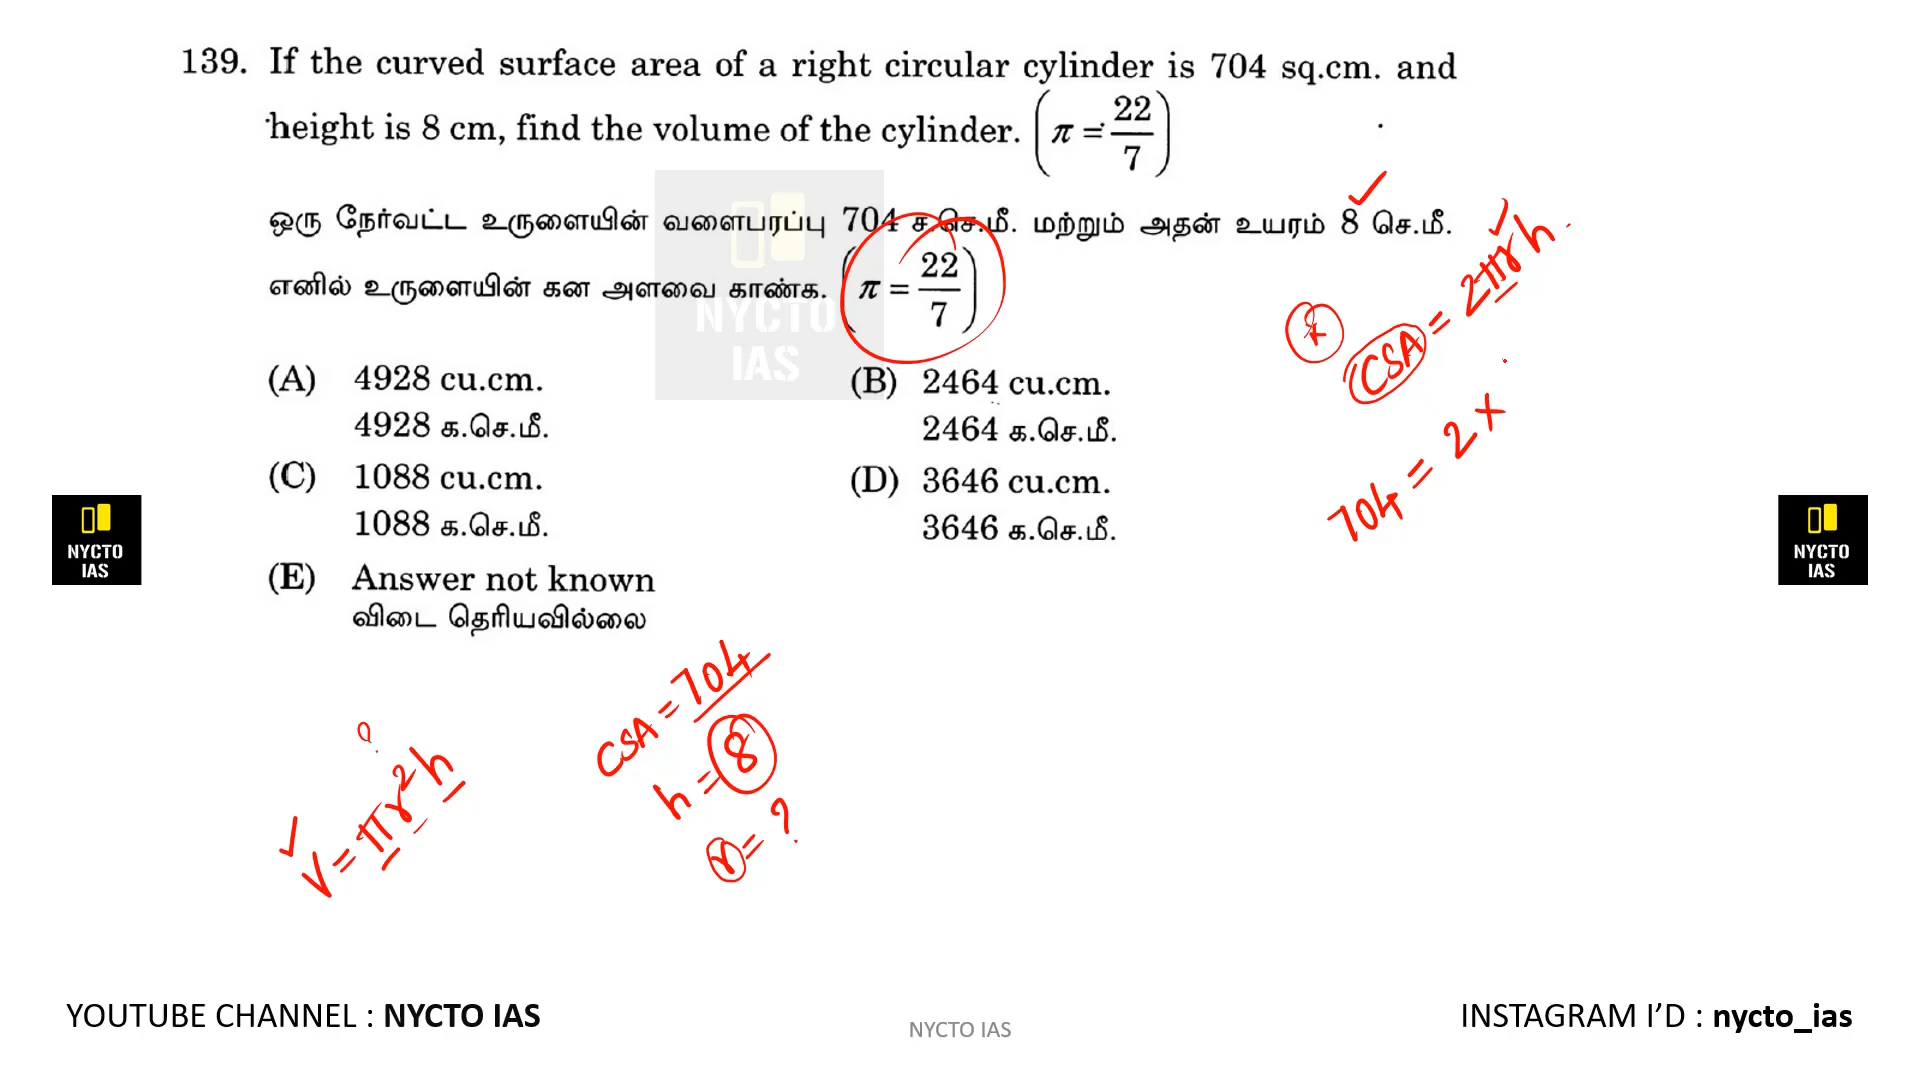 139. If the curved surface area of a right circular cylinder is 704 sq.cm. and
height is 8 cm, find the volume of the cylinder. (π = 22/7)
ஒரு நேர்வட்ட உருளையின் வளைபரப்பு 704 ச.செ.மீ. மற்றும் அதன் உயரம் 8 செ.மீ.
எனில் உருளையின் கன அளவை காண்க. (π = 22/7)
NYCTO
IAS
(A) 4928 cu.cm.
4928 க.செ.மீ.
(B) 2464 cu.cm.
2464 க.செ.மீ.
(C) 1088 cu.cm.
1088 க.செ.மீ.
(D) 3646 cu.cm.
3646 க.செ.மீ.
(E) Answer not known
விடை தெரியவில்லை
CSA = 2πrh
704 = 2 ×
CSA = 704
h = 8
r = ?
V = πr²h
NYCTO
IAS
NYCTO
IAS
YOUTUBE CHANNEL : NYCTO IAS
NYCTO IAS
INSTAGRAM I’D : nycto_ias